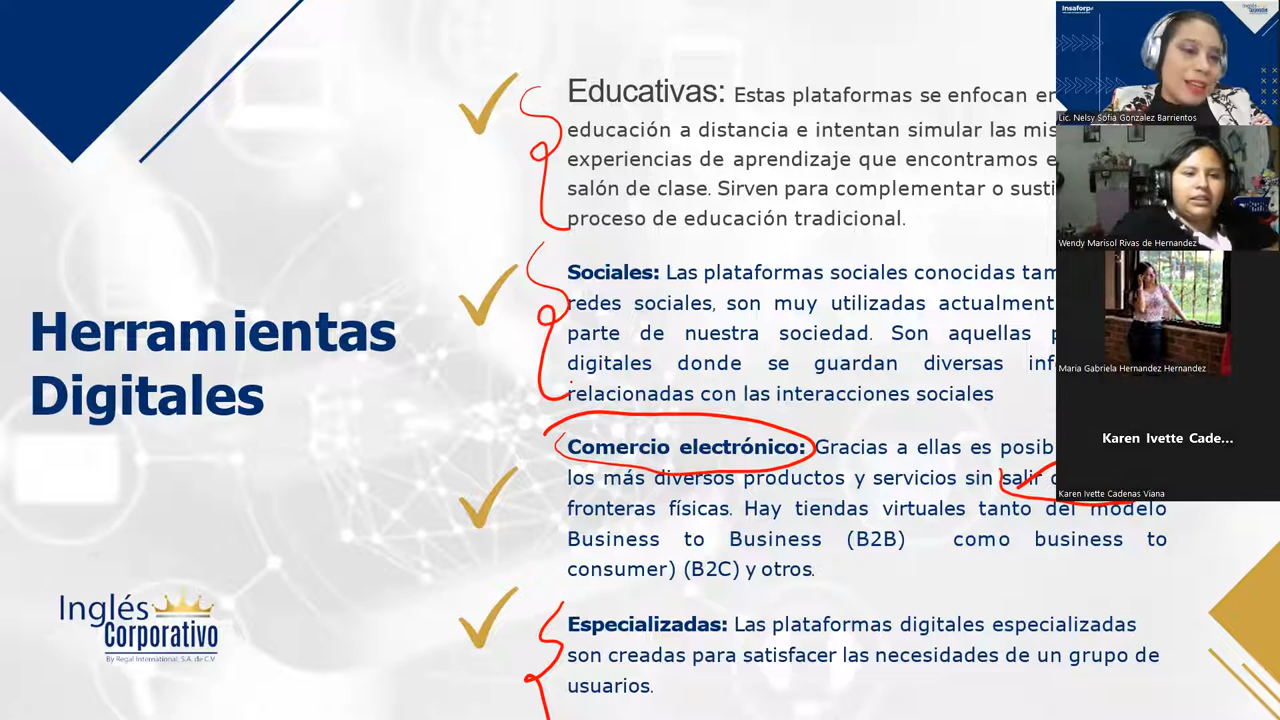 Herramientas
Digitales
Inglés
Corporativo
By Regal International, S.A. de C.V
Educativas: Estas plataformas se enfocan en
educación a distancia e intentan simular las
experiencias de aprendizaje que encontramos
salón de clase. Sirven para complementar o
proceso de educación tradicional.
Sociales: Las plataformas sociales conocidas
redes sociales, son muy utilizadas
parte de nuestra sociedad. Son aquellas
digitales donde se guardan diversas
relacionadas con las interacciones sociales
Comercio electrónico: Gracias a ellas es
los más diversos productos y servicios sin salir
fronteras físicas. Hay tiendas virtuales tanto del modelo
Business to Business (B2B) como business to
consumer) (B2C) y otros.
Especializadas: Las plataformas digitales especializadas
son creadas para satisfacer las necesidades de un grupo de
usuarios.
Insaforp
Lic. Nelsy Sofia Gonzalez Barrientos
Wendy Marisol Rivas de Hernandez
Maria Gabriela Hernandez Hernandez
Karen Ivette Cade...
Karen Ivette Cadenas Viana